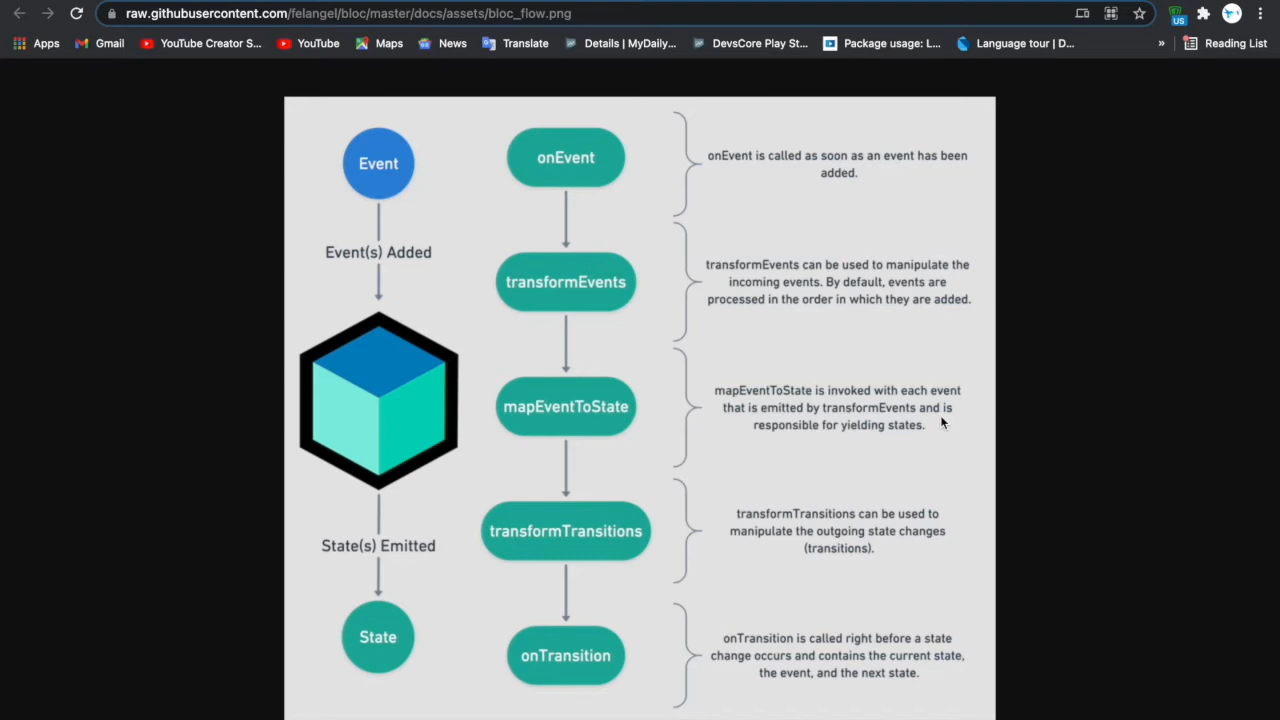 raw.githubusercontent.com/felangel/bloc/master/docs/assets/bloc_flow.png
US
Apps
Gmail
YouTube Creator S...
YouTube
Maps
News
Translate
Details | MyDaily...
DevsCore Play St...
Package usage: L...
Language tour | D...
»
Reading List
Event
Event(s) Added
State(s) Emitted
State
onEvent
transformEvents
mapEventToState
transformTransitions
onTransition
onEvent is called as soon as an event has been
added.
transformEvents can be used to manipulate the
incoming events. By default, events are
processed in the order in which they are added.
mapEventToState is invoked with each event
that is emitted by transformEvents and is
responsible for yielding states.
transformTransitions can be used to
manipulate the outgoing state changes
(transitions).
onTransition is called right before a state
change occurs and contains the current state,
the event, and the next state.